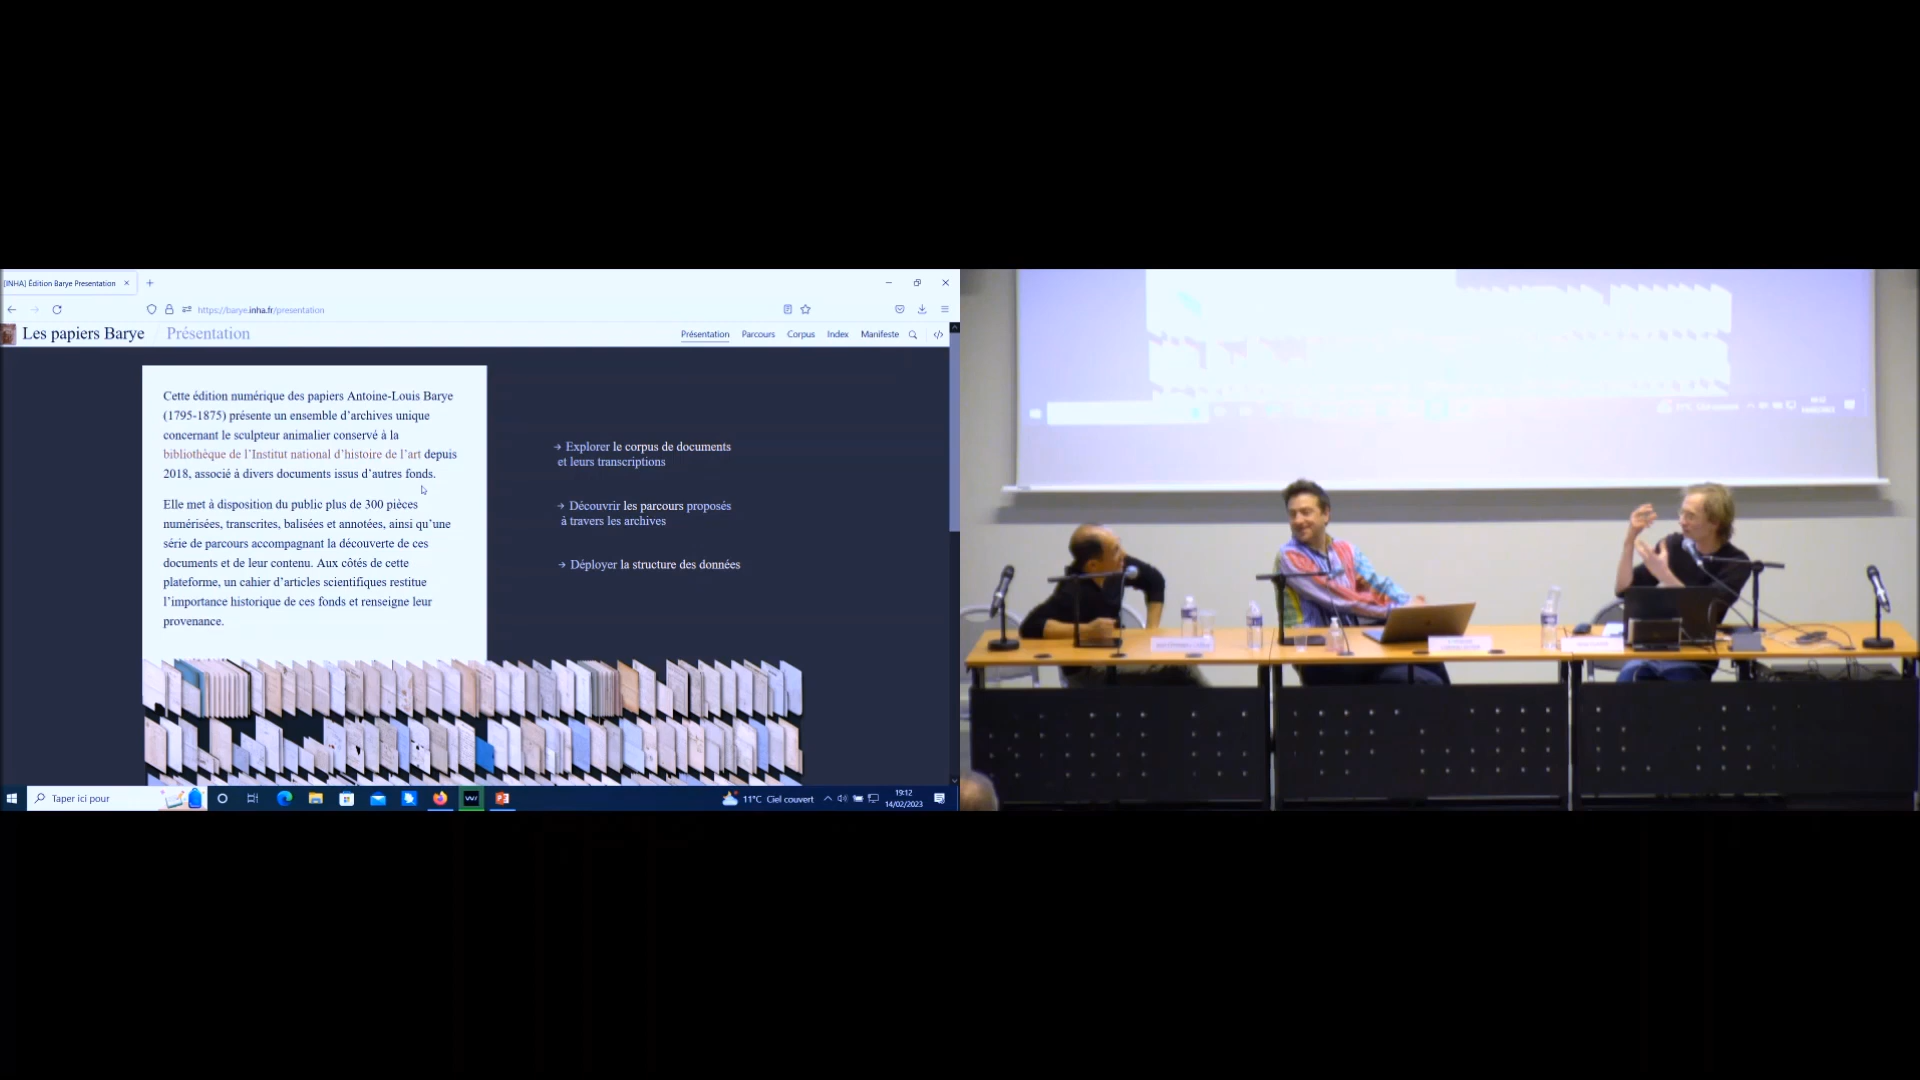 [INHA] Édition Barye Presentation
https://barye.inha.fr/presentation
Les papiers Barye / Présentation
Présentation Parcours Corpus Index Manifeste
Cette édition numérique des papiers Antoine-Louis Barye
(1795-1875) présente un ensemble d’archives unique
concernant le sculpteur animalier conservé à la
bibliothèque de l’Institut national d’histoire de l’art depuis
2018, associé à divers documents issus d’autres fonds.
Elle met à disposition du public plus de 300 pièces
numérisées, transcrites, balisées et annotées, ainsi qu’une
série de parcours accompagnant la découverte de ces
documents et de leur contenu. Aux côtés de cette
plateforme, un cahier d’articles scientifiques restitue
l’importance historique de ces fonds et renseigne leur
provenance.
→ Explorer le corpus de documents
et leurs transcriptions
→ Découvrir les parcours proposés
à travers les archives
→ Déployer la structure des données
Taper ici pour
11°C Ciel couvert
19:12
14/02/2023